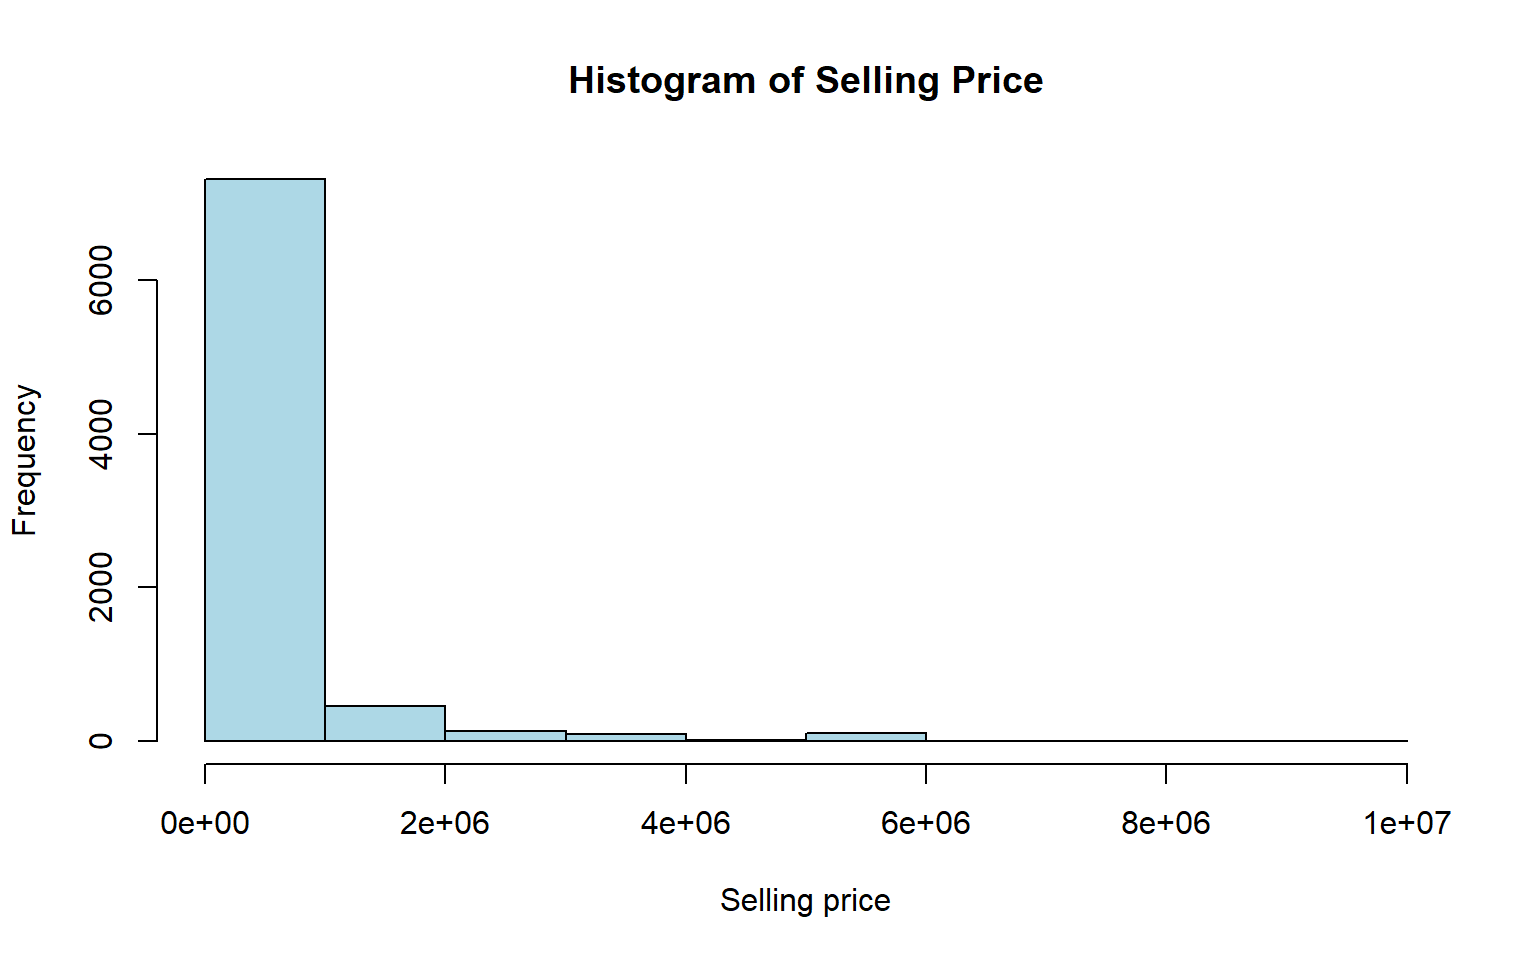 Histogram of Selling Price
Frequency
6000
4000
2000
0
0e+00 2e+06 4e+06 6e+06 8e+06 1e+07
Selling price